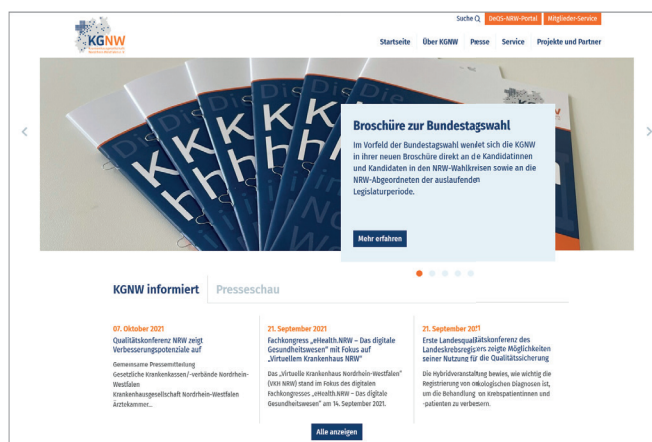 Suche
DeQS-NRW-Portal
Mitglieder-Service
KGNW
Startseite
Über KGNW
Presse
Service
Projekte und Partner
Broschüre zur Bundestagswahl
Im Vorfeld der Bundestagswahl wendet sich die KGNW
in ihrer neuen Broschüre direkt an die Kandidatinnen
und Kandidaten in den NRW-Wahlkreisen sowie an die
NRW-Abgeordneten der auslaufenden
Legislaturperiode.
Mehr erfahren
KGNW informiert
Presseschau
07. Oktober 2021
Qualitätskonferenz NRW zeigt
Verbesserungspotenziale auf
Gemeinsame Pressemitteilung
Gesetzliche Krankenkassen/-verbände Nordrhein-
Westfalen
Krankenhausgesellschaft Nordrhein-Westfalen
Ärztekammer...
21. September 2021
Fachkongress „eHealth.NRW – Das digitale
Gesundheitswesen“ mit Fokus auf
„Virtuellem Krankenhaus NRW“
Das „Virtuelle Krankenhaus Nordrhein-Westfalen“
(VKH NRW) stand im Fokus des digitalen
Fachkongresses „eHealth.NRW – Das digitale
Gesundheitswesen“ am 14. September 2021.
21. September 2021
Erste Landesqualitätskonferenz des
Landeskrebsregisters zeigte Möglichkeiten
seiner Nutzung für die Qualitätssicherung
Die Hybridveranstaltung bewies, wie wichtig die
Registrierung von onkologischen Diagnosen ist,
um die Behandlung von Krebspatientinnen und
-patienten zu verbessern.
Alle anzeigen